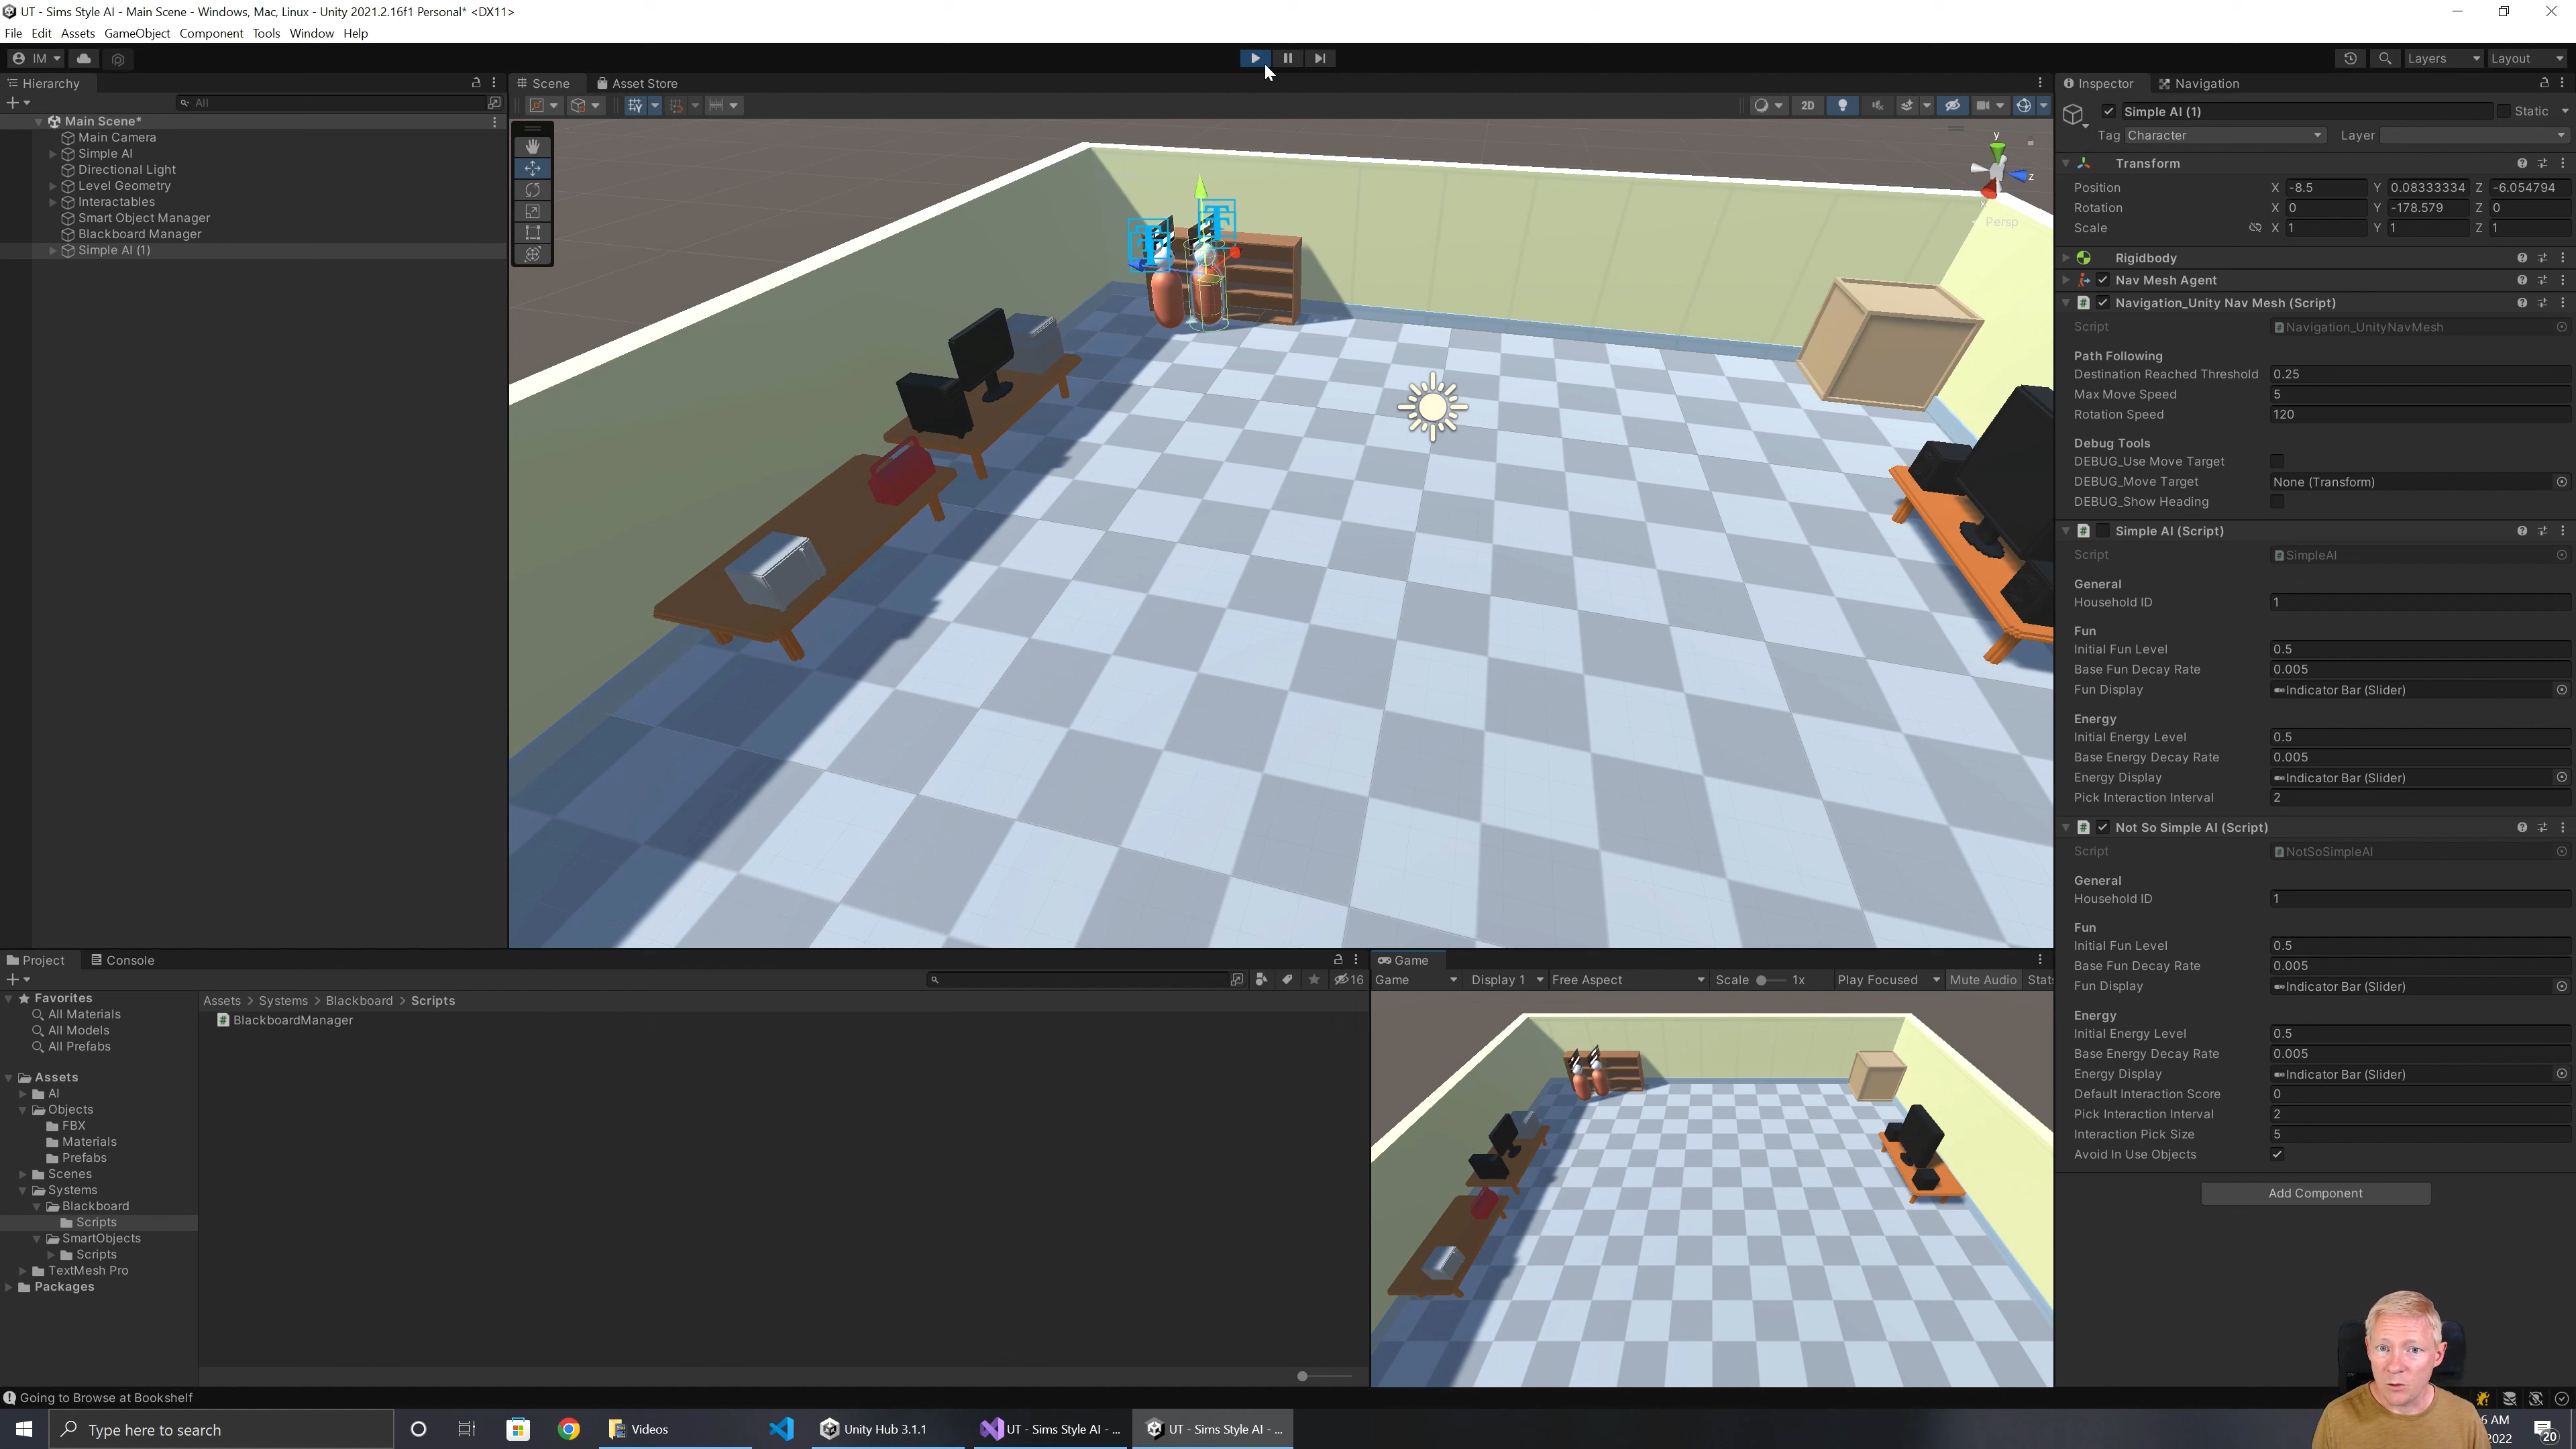 UT - Sims Style AI - Main Scene - Windows, Mac, Linux - Unity 2021.2.16f1 Personal* <DX11>
File Edit Assets GameObject Component Tools Window Help
IM
Layers
Layout
Hierarchy
All
Main Scene*
Main Camera
Simple AI
Directional Light
Level Geometry
Interactables
Smart Object Manager
Blackboard Manager
Simple AI (1)
Scene
Asset Store
2D
y
z
x
Persp
T
T
Inspector
Navigation
Simple AI (1)
Static
Tag Character
Layer
Transform
Position X -8.5 Y 0.08333334 Z -6.054794
Rotation X 0 Y -178.579 Z 0
Scale X 1 Y 1 Z 1
Rigidbody
Nav Mesh Agent
Navigation_Unity Nav Mesh (Script)
Script Navigation_UnityNavMesh
Path Following
Destination Reached Threshold 0.25
Max Move Speed 5
Rotation Speed 120
Debug Tools
DEBUG_Use Move Target
DEBUG_Move Target None (Transform)
DEBUG_Show Heading
Simple AI (Script)
Script SimpleAI
General
Household ID 1
Fun
Initial Fun Level 0.5
Base Fun Decay Rate 0.005
Fun Display Indicator Bar (Slider)
Energy
Initial Energy Level 0.5
Base Energy Decay Rate 0.005
Energy Display Indicator Bar (Slider)
Pick Interaction Interval 2
Not So Simple AI (Script)
Script NotSoSimpleAI
General
Household ID 1
Fun
Initial Fun Level 0.5
Base Fun Decay Rate 0.005
Fun Display Indicator Bar (Slider)
Energy
Initial Energy Level 0.5
Base Energy Decay Rate 0.005
Energy Display Indicator Bar (Slider)
Default Interaction Score 0
Pick Interaction Interval 2
Interaction Pick Size 5
Avoid In Use Objects
Add Component
Project
Console
16
Favorites
All Materials
All Models
All Prefabs
Assets
AI
Objects
FBX
Materials
Prefabs
Scenes
Systems
Blackboard
Scripts
SmartObjects
Scripts
TextMesh Pro
Packages
Assets > Systems > Blackboard > Scripts
BlackboardManager
Game
Game
Display 1
Free Aspect
Scale 1x
Play Focused
Mute Audio
Stats
Going to Browse at Bookshelf
Type here to search
Videos
Unity Hub 3.1.1
UT - Sims Style AI - ...
UT - Sims Style AI - ...
6 AM
2022
20